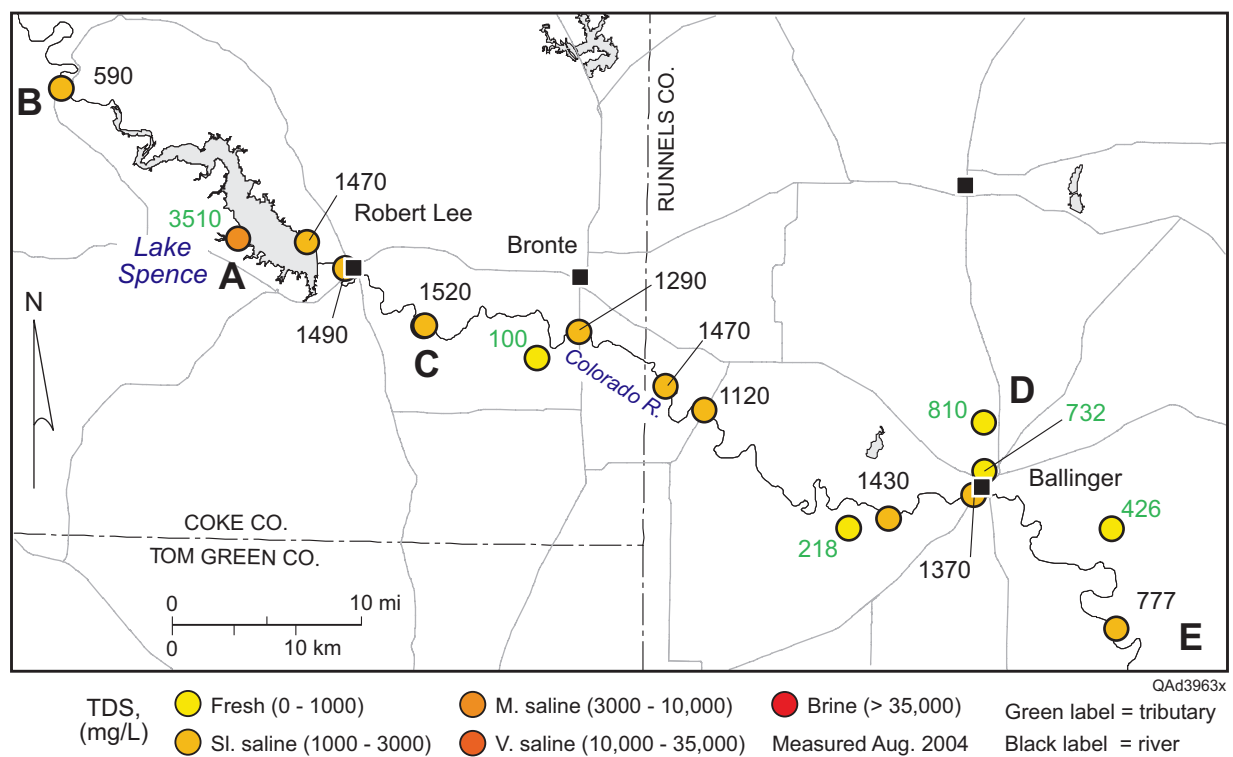 590
B
RUNNELS CO.
1470
Robert Lee
3510
Lake
Spence
A
Bronte
N
1290
1520
1490
100
1470
C
Colorado R.
1120
D
810
732
1430
Ballinger
426
218
COKE CO.
TOM GREEN CO.
1370
0
10 mi
0
10 km
777
E
QAd3963x
TDS,
(mg/L)
Fresh (0 - 1000)
Sl. saline (1000 - 3000)
M. saline (3000 - 10,000)
V. saline (10,000 - 35,000)
Brine (> 35,000)
Measured Aug. 2004
Green label = tributary
Black label = river